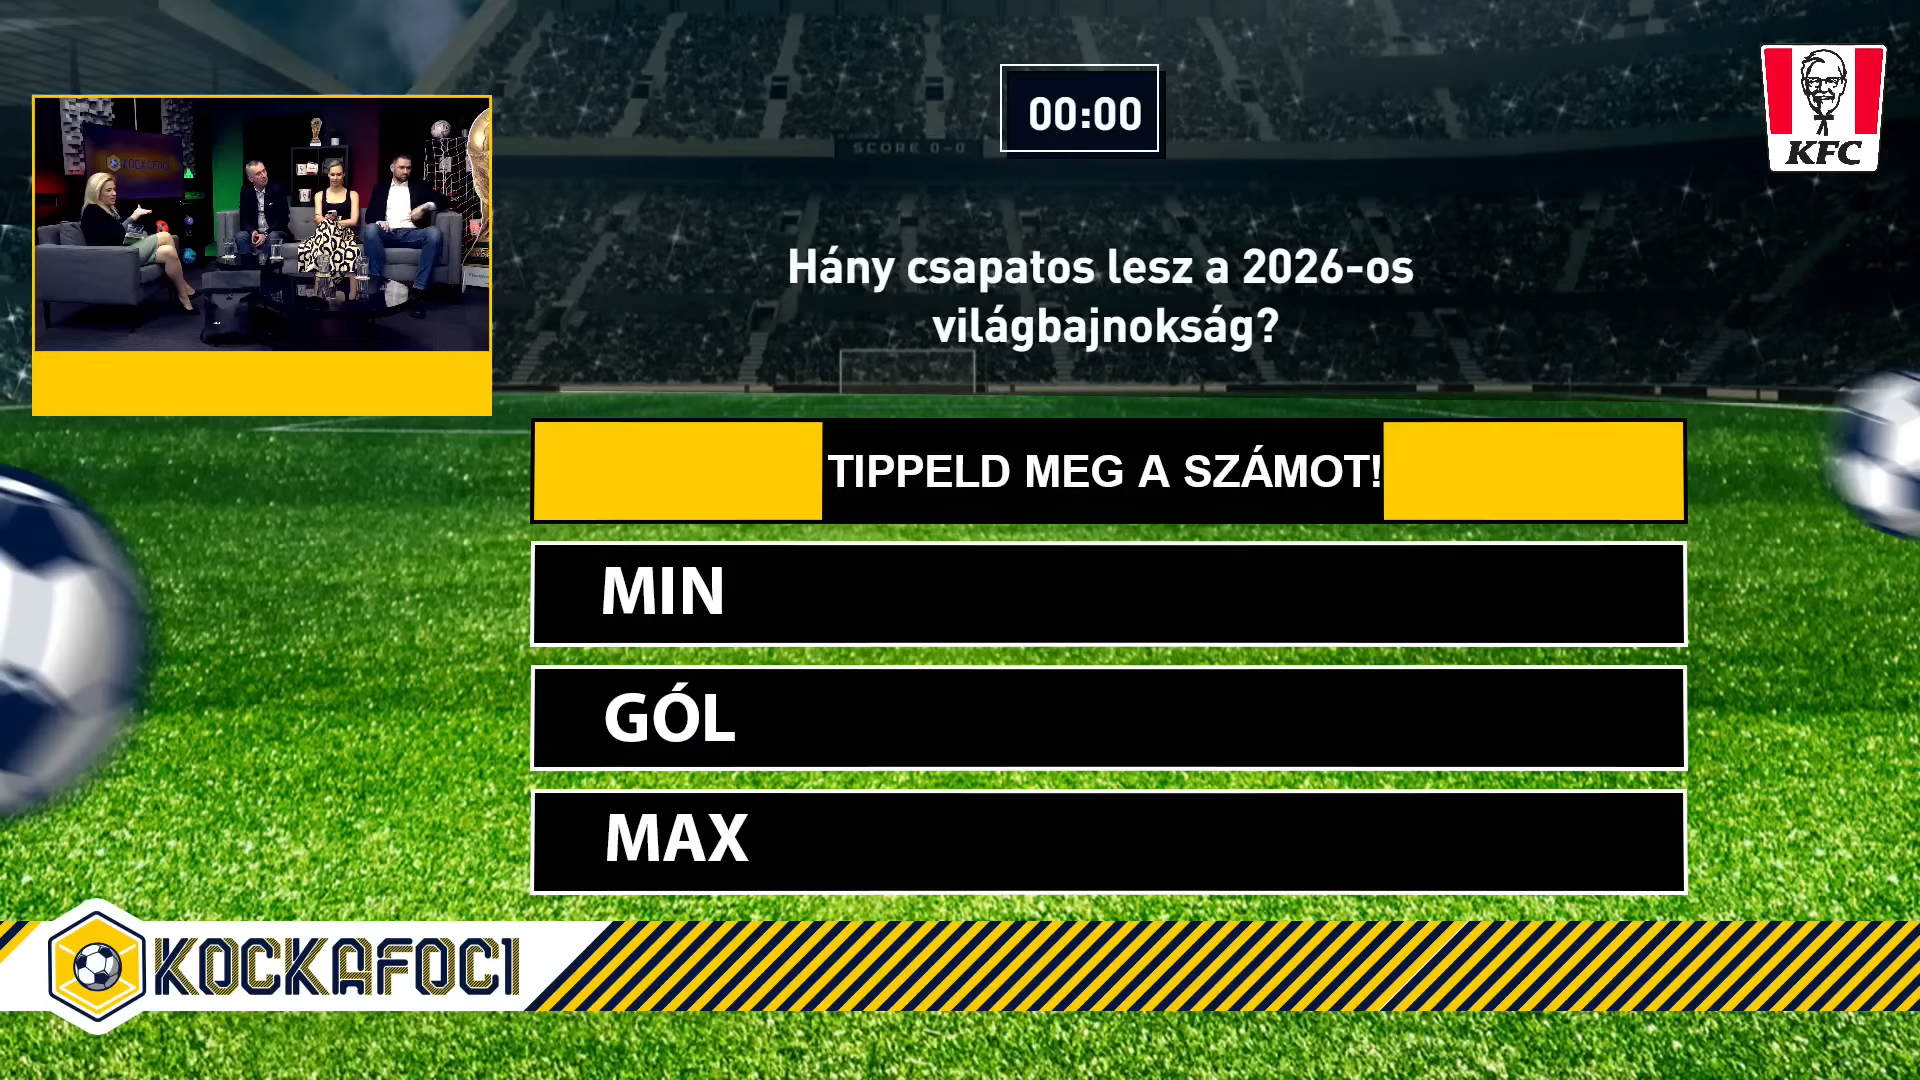 KOCKAFOCI
00:00
SCORE 0-0
KFC
Hány csapatos lesz a 2026-os
világbajnokság?
TIPPELD MEG A SZÁMOT!
MIN
GÓL
MAX
KOCKAFOCI